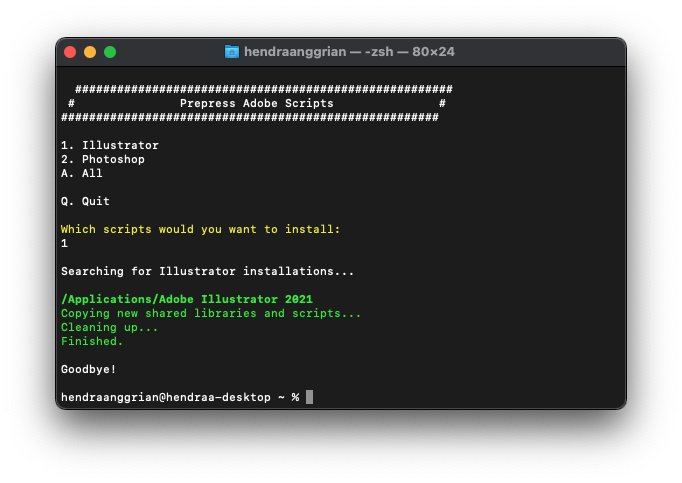 hendraanggrian — -zsh — 80×24
######################################################
#               Prepress Adobe Scripts               #
######################################################
1. Illustrator
2. Photoshop
A. All
Q. Quit
Which scripts would you want to install:
1
Searching for Illustrator installations...
/Applications/Adobe Illustrator 2021
Copying new shared libraries and scripts...
Cleaning up...
Finished.
Goodbye!
hendraanggrian@hendraa-desktop ~ %